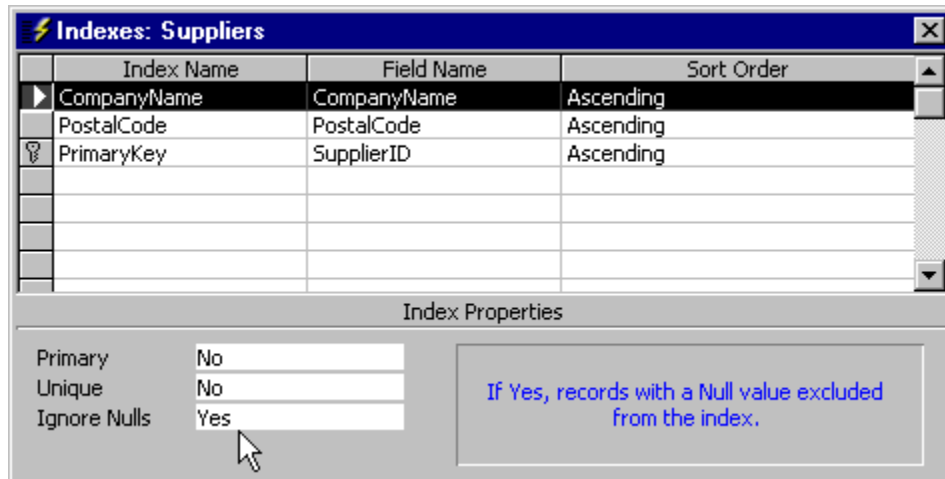 Indexes: Suppliers
Index Name Field Name Sort Order
CompanyName CompanyName Ascending
PostalCode PostalCode Ascending
PrimaryKey SupplierID Ascending
Index Properties
Primary No
Unique No
Ignore Nulls Yes
If Yes, records with a Null value excluded
from the index.